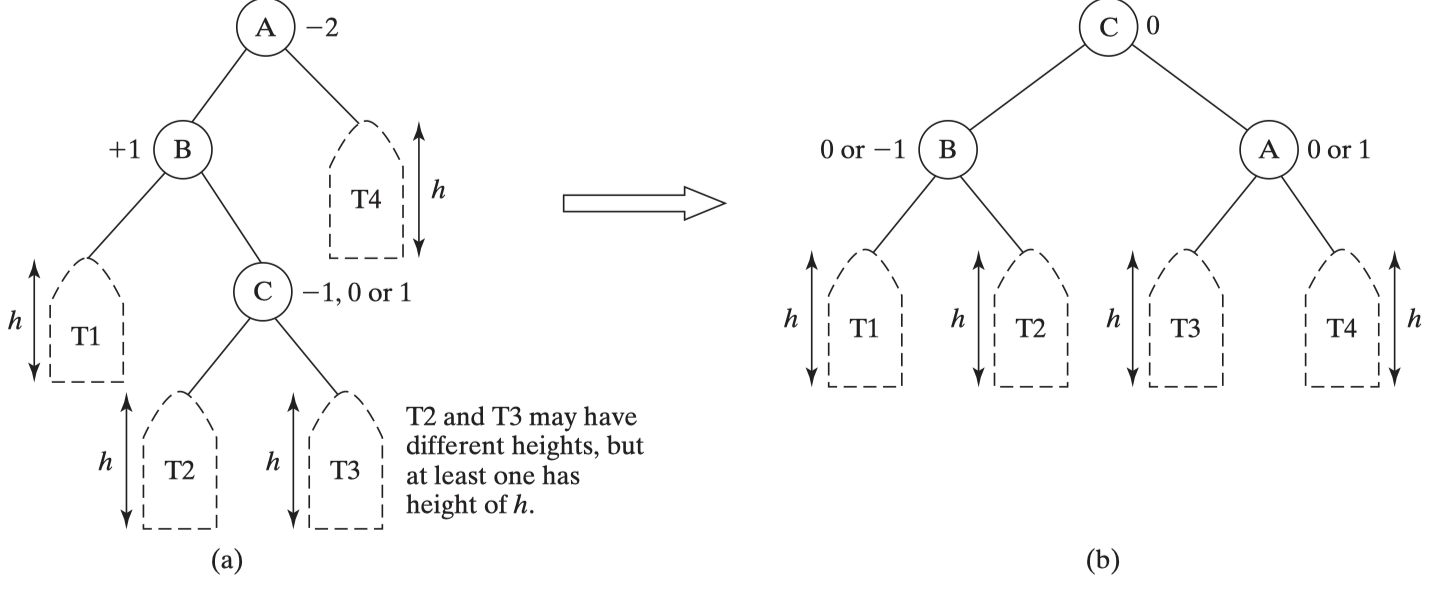 A −2
C 0
+1 B
0 or −1 B
A 0 or 1
T4
h
h
T1
C −1, 0 or 1
h
T1
h
T2
h
T3
T4
h
h
T2
h
T3
T2 and T3 may have
different heights, but
at least one has
height of h.
(a)
(b)